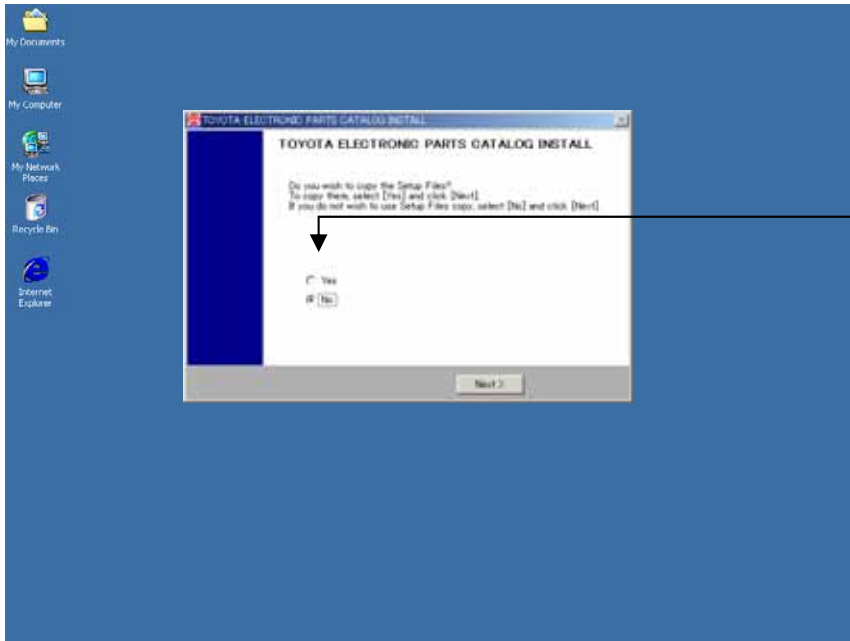 My Documents
My Computer
My Network
Places
Recycle Bin
Internet
Explorer
TOYOTA ELECTRONIC PARTS CATALOG INSTALL
TOYOTA ELECTRONIC PARTS CATALOG INSTALL
Do you wish to copy the Setup Files?
To copy them, select [Yes] and click [Next].
If you do not wish to use Setup Files copy, select [No] and click [Next].
Yes
No
Next >